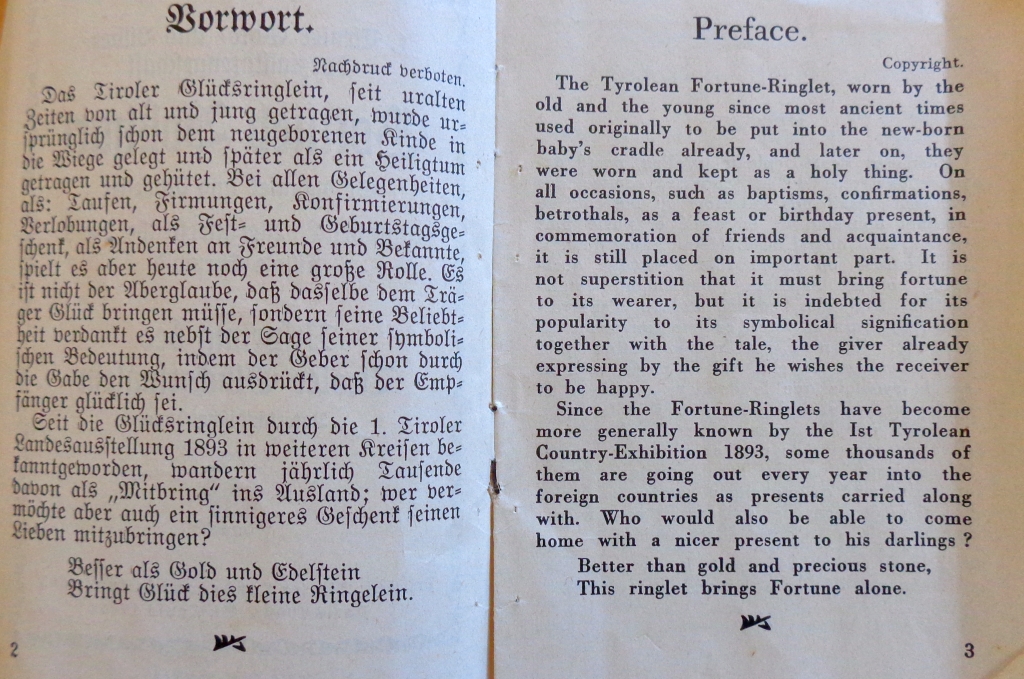 Vorwort.
Nachdruck verboten.
Das Tiroler Glücksringlein, seit uralten
Zeiten von alt und jung getragen, wurde ur-
sprünglich schon dem neugeborenen Kinde in
die Wiege gelegt und später als ein Heiligtum
getragen und gehütet. Bei allen Gelegenheiten,
als: Taufen, Firmungen, Konfirmierungen,
Verlobungen, als Fest- und Geburtstagsge-
schenk, als Andenken an Freunde und Bekannte,
spielt es aber heute noch eine große Rolle. Es
ist nicht der Aberglaube, daß dasselbe dem Trä-
ger Glück bringen müsse, sondern seine Beliebt-
heit verdankt es nebst der Sage seiner symboli-
schen Bedeutung, indem der Geber schon durch
die Gabe den Wunsch ausdrückt, daß der Emp-
fänger glücklich sei.
Seit die Glücksringlein durch die 1. Tiroler
Landesausstellung 1893 in weiteren Kreisen be-
kanntgeworden, wandern jährlich Tausende
davon als „Mitbring“ ins Ausland; wer ver-
möchte aber auch ein sinnigeres Geschenk seinen
Lieben mitzubringen?
Besser als Gold und Edelstein
Bringt Glück dies kleine Ringelein.
2
Preface.
Copyright.
The Tyrolean Fortune-Ringlet, worn by the
old and the young since most ancient times
used originally to be put into the new-born
baby's cradle already, and later on, they
were worn and kept as a holy thing. On
all occasions, such as baptisms, confirmations,
betrothals, as a feast or birthday present, in
commemoration of friends and acquaintance,
it is still placed on important part. It is
not superstition that it must bring fortune
to its wearer, but it is indebted for its
popularity to its symbolical signification
together with the tale, the giver already
expressing by the gift he wishes the receiver
to be happy.
Since the Fortune-Ringlets have become
more generally known by the Ist Tyrolean
Country-Exhibition 1893, some thousands of
them are going out every year into the
foreign countries as presents carried along
with. Who would also be able to come
home with a nicer present to his darlings ?
Better than gold and precious stone,
This ringlet brings Fortune alone.
3